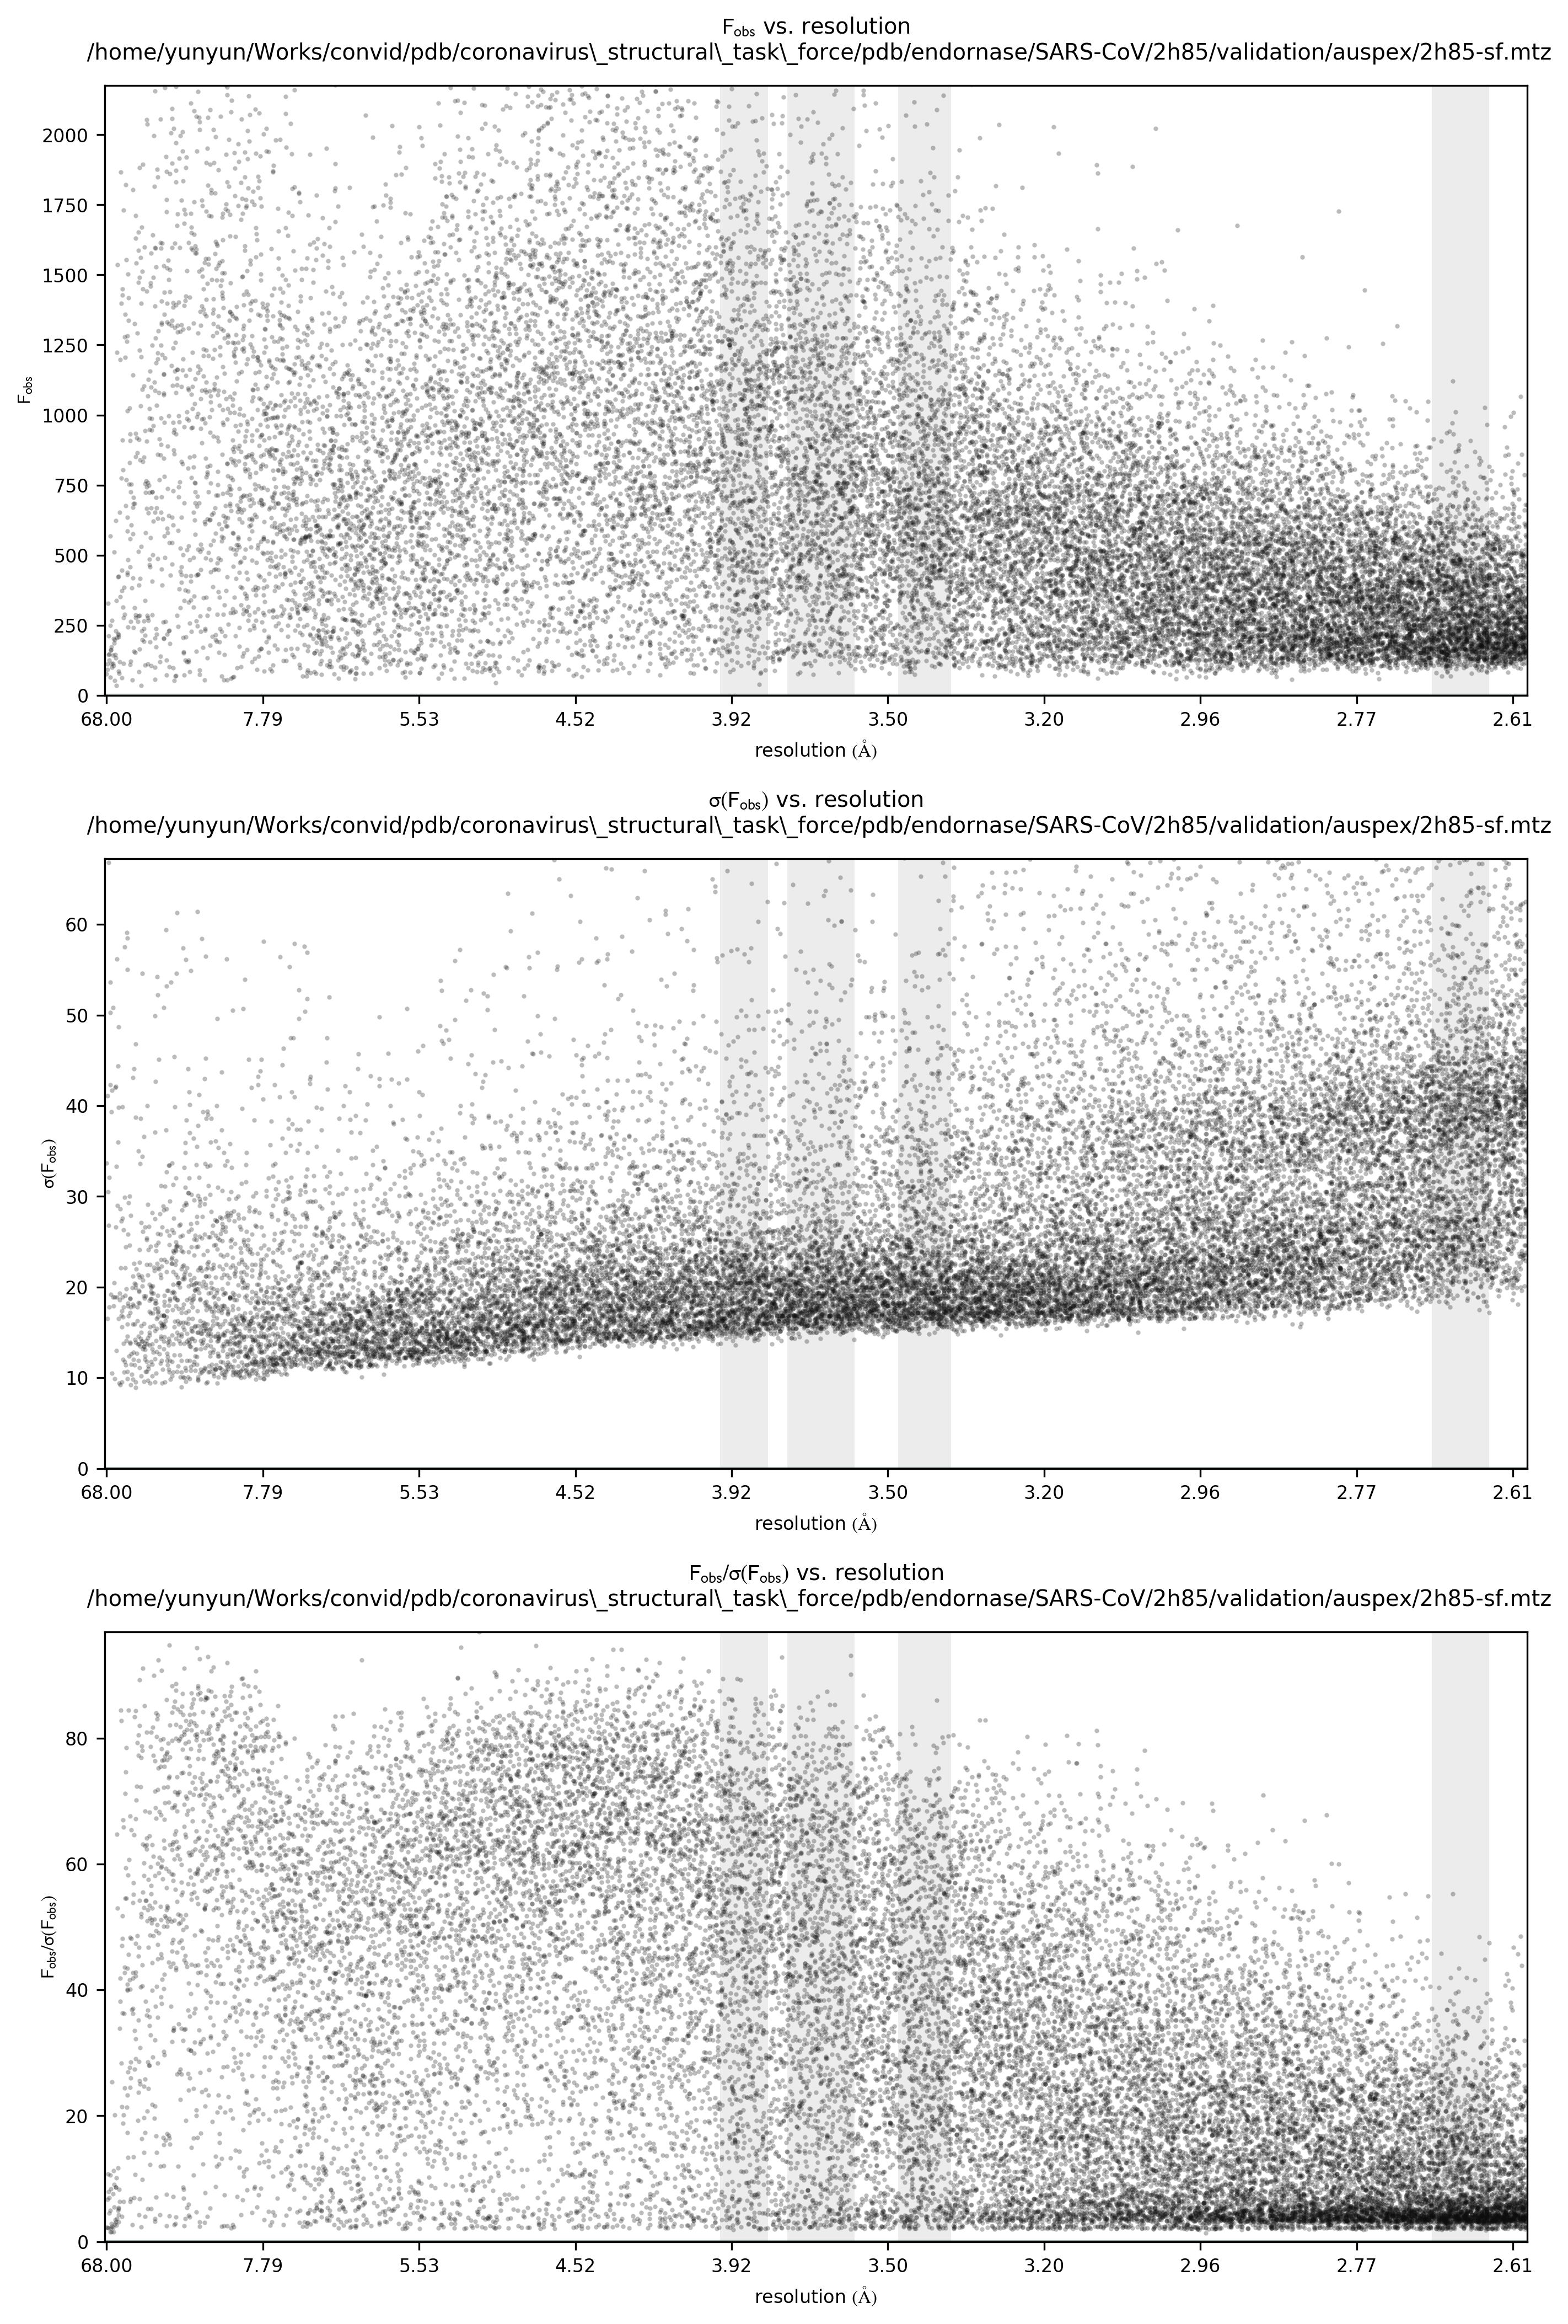 Fobs vs. resolution
/home/yunyun/Works/convid/pdb/coronavirus\_structural\_task\_force/pdb/endornase/SARS-CoV/2h85/validation/auspex/2h85-sf.mtz
2000
1750
1500
1250
1000
750
500
250
0
Fobs
68.00 7.79 5.53 4.52 3.92 3.50 3.20 2.96 2.77 2.61
resolution (Å)
σ(Fobs) vs. resolution
/home/yunyun/Works/convid/pdb/coronavirus\_structural\_task\_force/pdb/endornase/SARS-CoV/2h85/validation/auspex/2h85-sf.mtz
60
50
40
30
20
10
0
σ(Fobs)
68.00 7.79 5.53 4.52 3.92 3.50 3.20 2.96 2.77 2.61
resolution (Å)
Fobs/σ(Fobs) vs. resolution
/home/yunyun/Works/convid/pdb/coronavirus\_structural\_task\_force/pdb/endornase/SARS-CoV/2h85/validation/auspex/2h85-sf.mtz
80
60
40
20
0
Fobs/σ(Fobs)
68.00 7.79 5.53 4.52 3.92 3.50 3.20 2.96 2.77 2.61
resolution (Å)